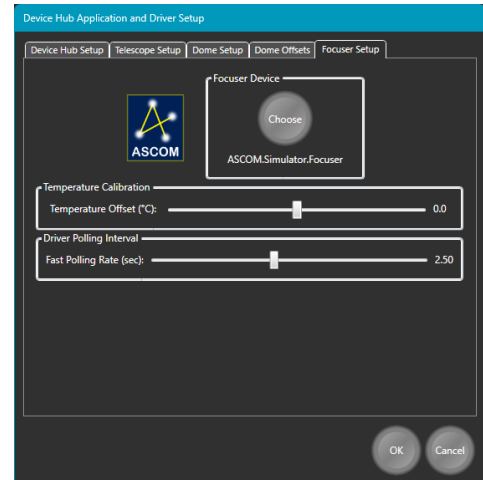 Device Hub Application and Driver Setup
Device Hub Setup Telescope Setup Dome Setup Dome Offsets Focuser Setup
Focuser Device
Choose
ASCOM
ASCOM.Simulator.Focuser
Temperature Calibration
Temperature Offset (°C): 0.0
Driver Polling Interval
Fast Polling Rate (sec): 2.50
OK Cancel